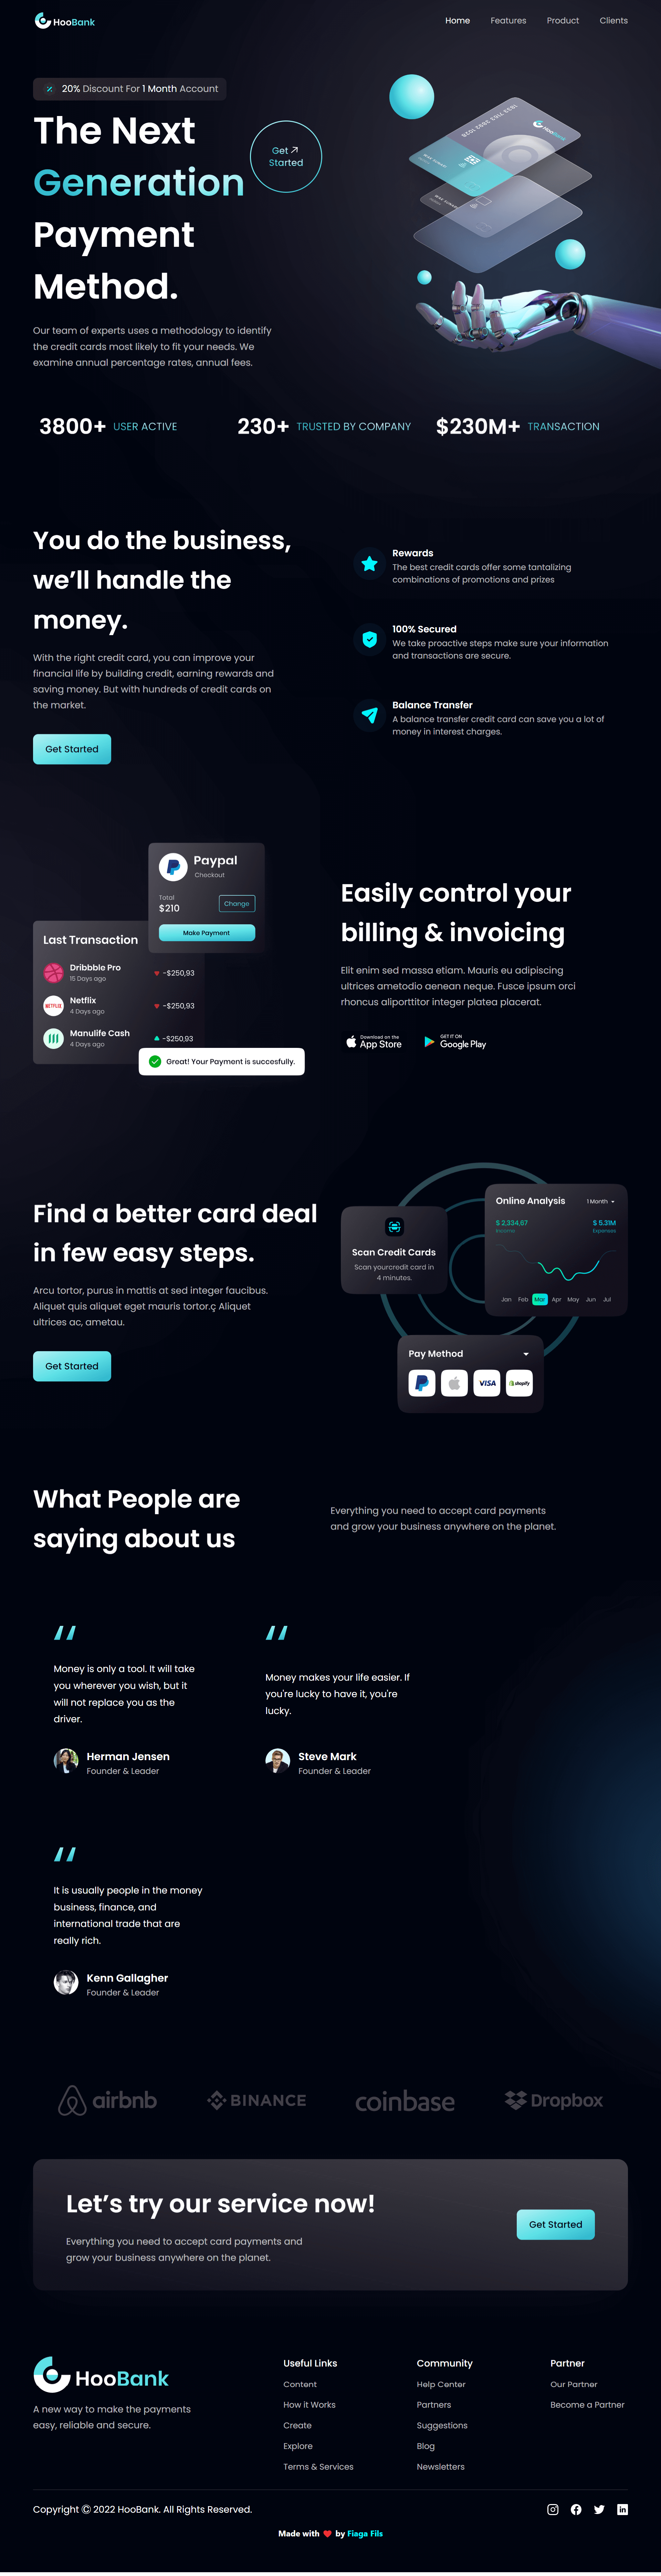 HooBank
Home Features Product Clients
20% Discount For 1 Month Account
The Next
Generation
Payment
Method.
Get
Started
Our team of experts uses a methodology to identify
the credit cards most likely to fit your needs. We
examine annual percentage rates, annual fees.
HooBank
3800+ USER ACTIVE
230+ TRUSTED BY COMPANY
$230M+ TRANSACTION
You do the business,
we’ll handle the
money.
With the right credit card, you can improve your
financial life by building credit, earning rewards and
saving money. But with hundreds of credit cards on
the market.
Get Started
Rewards
The best credit cards offer some tantalizing
combinations of promotions and prizes
100% Secured
We take proactive steps make sure your information
and transactions are secure.
Balance Transfer
A balance transfer credit card can save you a lot of
money in interest charges.
Paypal
Checkout
Total
$210
Change
Make Payment
Last Transaction
Dribbble Pro
15 Days ago
-$250,93
NETFLIX
Netflix
4 Days ago
-$250,93
Manulife Cash
4 Days ago
-$250,93
Great! Your Payment is succesfully.
Easily control your
billing & invoicing
Elit enim sed massa etiam. Mauris eu adipiscing
ultrices ametodio aenean neque. Fusce ipsum orci
rhoncus aliporttitor integer platea placerat.
Download on the
App Store
GET IT ON
Google Play
Find a better card deal
in few easy steps.
Arcu tortor, purus in mattis at sed integer faucibus.
Aliquet quis aliquet eget mauris tortor.ç Aliquet
ultrices ac, ametau.
Get Started
Scan Credit Cards
Scan yourcredit card in
4 minutes.
Online Analysis
1 Month
$ 2,334,67
Income
$ 5.31M
Expenses
Jan Feb Mar Apr May Jun Jul
Pay Method
VISA
shopify
What People are
saying about us
Everything you need to accept card payments
and grow your business anywhere on the planet.
Money is only a tool. It will take
you wherever you wish, but it
will not replace you as the
driver.
Herman Jensen
Founder & Leader
Money makes your life easier. If
you're lucky to have it, you're
lucky.
Steve Mark
Founder & Leader
It is usually people in the money
business, finance, and
international trade that are
really rich.
Kenn Gallagher
Founder & Leader
airbnb
BINANCE
coinbase
Dropbox
Let’s try our service now!
Everything you need to accept card payments and
grow your business anywhere on the planet.
Get Started
HooBank
A new way to make the payments
easy, reliable and secure.
Useful Links
Content
How it Works
Create
Explore
Terms & Services
Community
Help Center
Partners
Suggestions
Blog
Newsletters
Partner
Our Partner
Become a Partner
Copyright Ⓒ 2022 HooBank. All Rights Reserved.
Made with ❤️ by Fiaga Fils